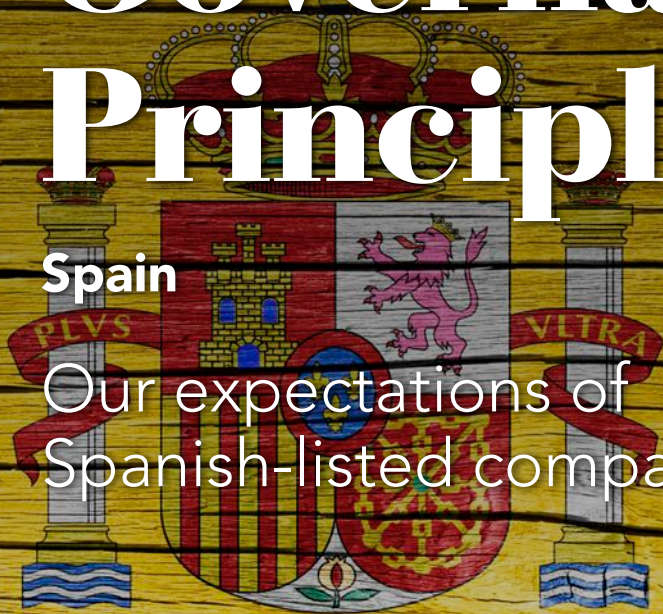 Principl
Spain
PLVS
VLTRA
Our expectations of
Spanish-listed compa